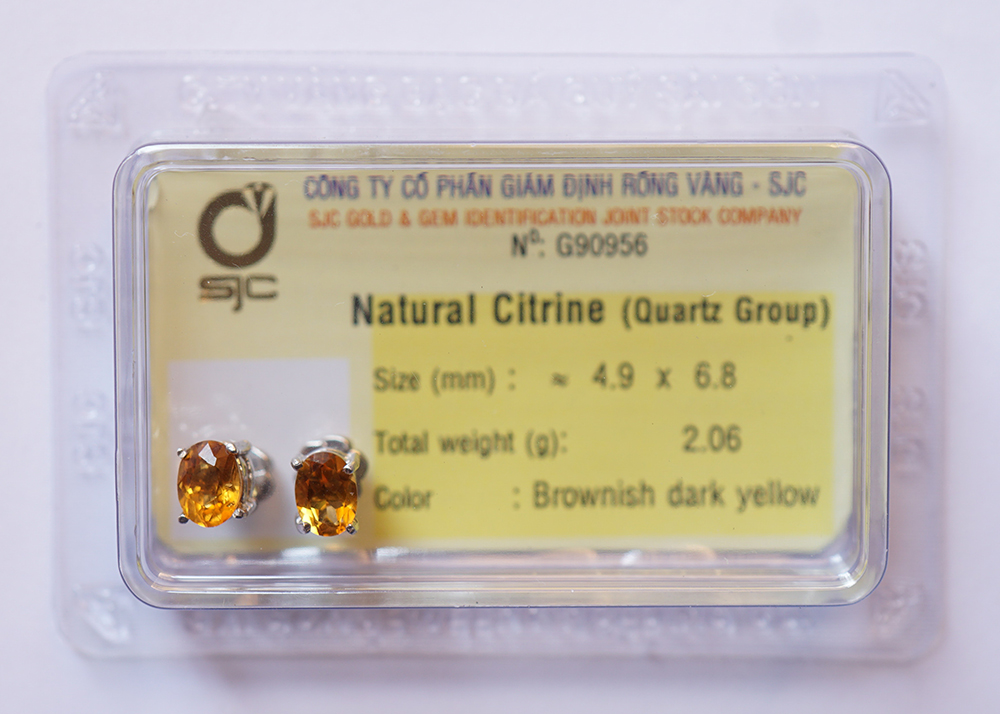 CÔNG TY CỔ PHẦN GIÁM ĐỊNH RỒNG VÀNG - SJC
SJC GOLD & GEM IDENTIFICATION JOINT STOCK COMPANY
Nº: G90956
SJC
Natural Citrine (Quartz Group)
Size (mm) : ≈ 4.9 x 6.8
Total weight (g): 2.06
Color : Brownish dark yellow